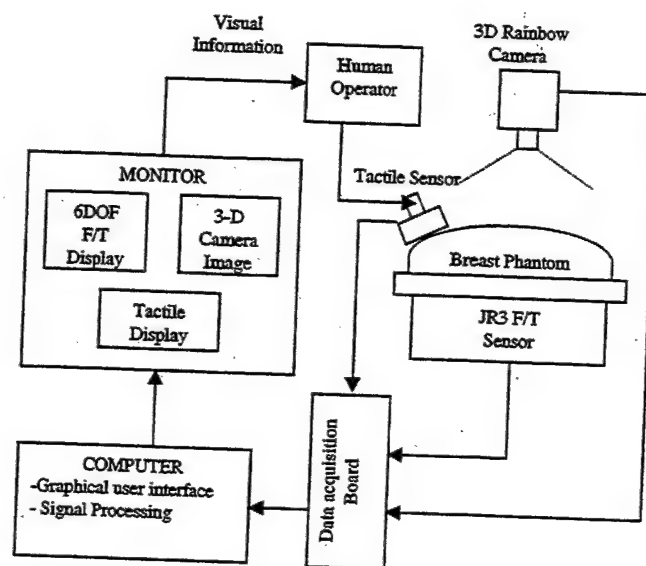 Visual
Information
Human
Operator
3D Rainbow
Camera
MONITOR
6DOF
F/T
Display
3-D
Camera
Image
Tactile
Display
Tactile Sensor
Breast Phantom
JR3 F/T
Sensor
COMPUTER
-Graphical user interface
- Signal Processing
Data acquisition
Board